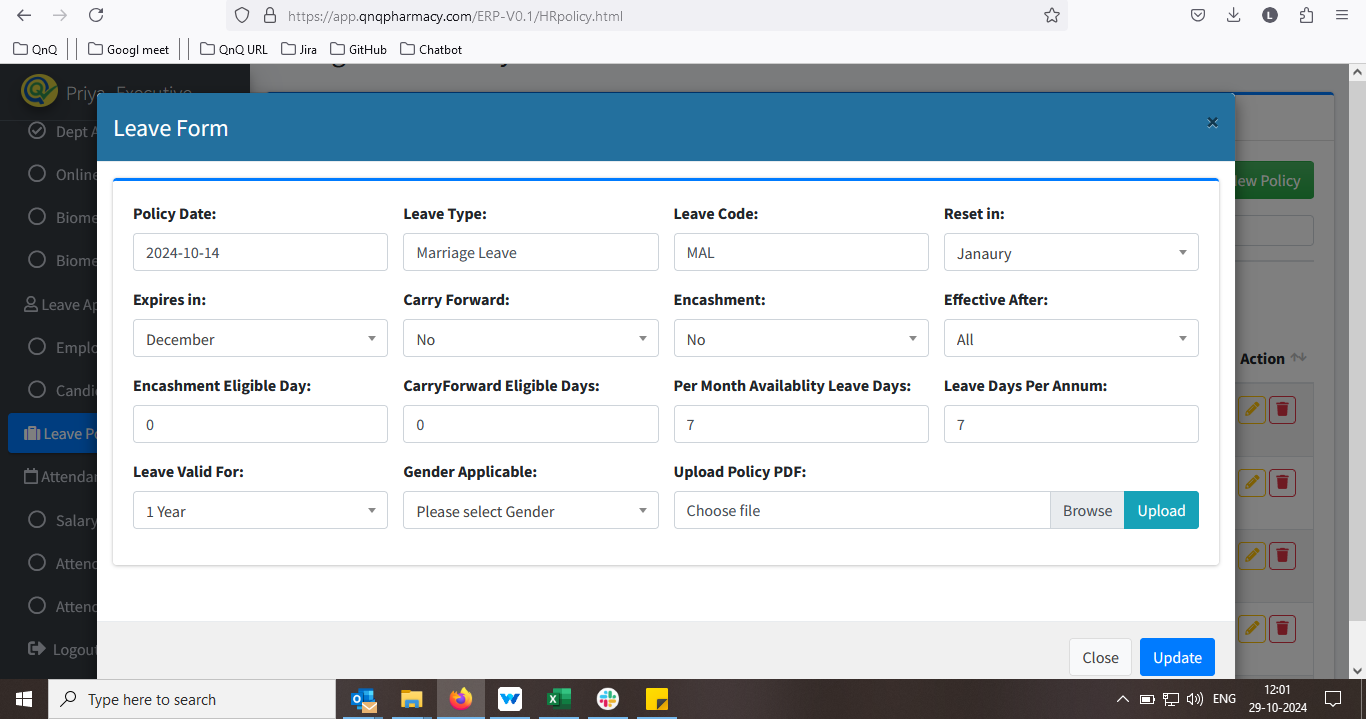 https://app.qnqpharmacy.com/ERP-V0.1/HRpolicy.html
L
QnQ
Googl meet
QnQ URL
Jira
GitHub
Chatbot
Priya
Executive
Leave Form
×
Dept A
Online
Biome
Biome
Leave Ap
Emplo
Candid
Leave Po
Attendan
Salary
Attend
Attend
Logout
ew Policy
Action
Policy Date:
Leave Type:
Leave Code:
Reset in:
2024-10-14
Marriage Leave
MAL
Janaury
Expires in:
Carry Forward:
Encashment:
Effective After:
December
No
No
All
Encashment Eligible Day:
CarryForward Eligible Days:
Per Month Availablity Leave Days:
Leave Days Per Annum:
0
0
7
7
Leave Valid For:
Gender Applicable:
Upload Policy PDF:
1 Year
Please select Gender
Choose file
Browse
Upload
Close
Update
Type here to search
ENG
12:01
29-10-2024